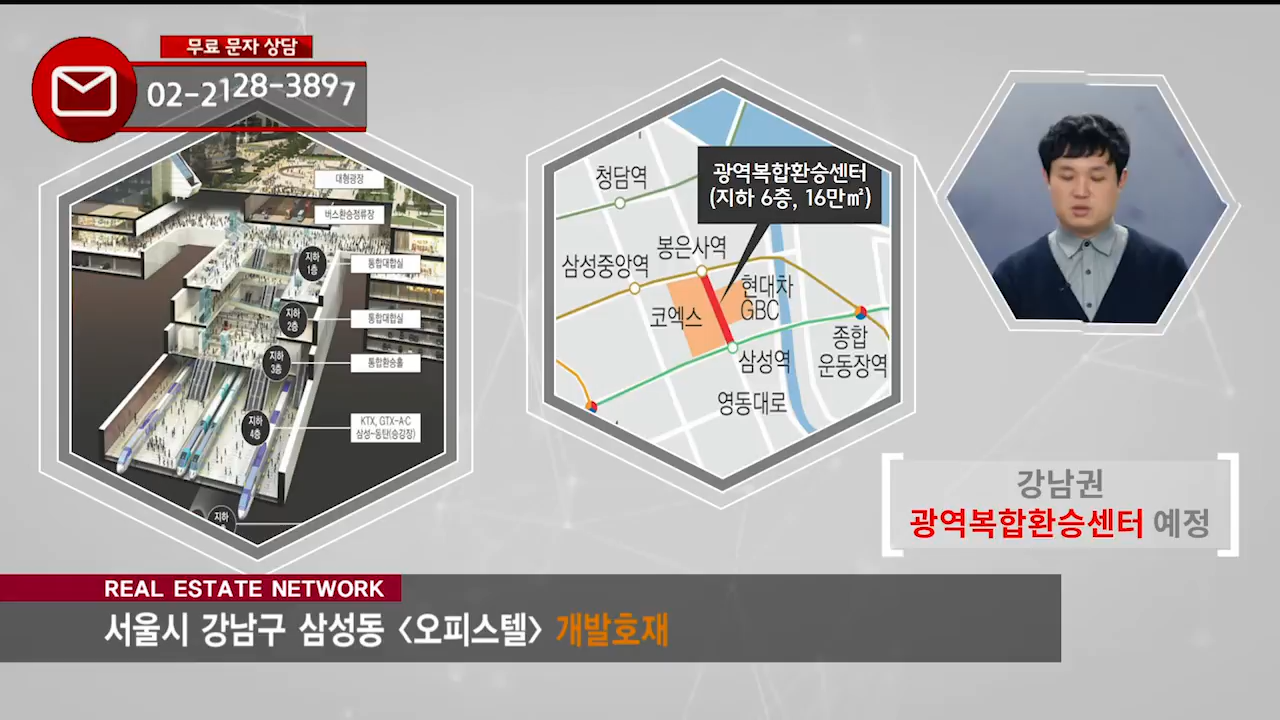 무료 문자 상담
02-2128-3897
대형광장
버스환승정류장
지하
1층
통합대합실
지하
2층
통합대합실
지하
3층
통합환승홀
지하
4층
KTX, GTX-A·C
삼성~동탄(승강장)
지하
청담역
광역복합환승센터
(지하 6층, 16만㎡)
봉은사역
삼성중앙역
현대차
GBC
코엑스
삼성역
종합
운동장역
영동대로
강남권
광역복합환승센터 예정
REAL ESTATE NETWORK
서울시 강남구 삼성동 <오피스텔> 개발호재